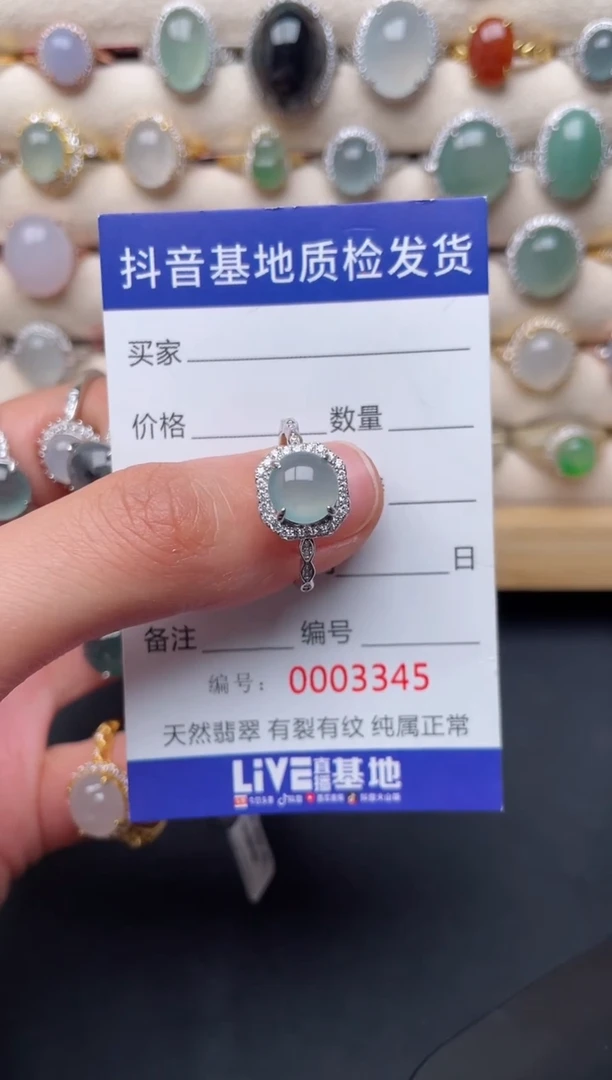 抖音基地质检发货
买家
价格 数量
日
备注 编号
编号： 0003345
天然翡翠 有裂有纹 纯属正常
LiVE直播基地